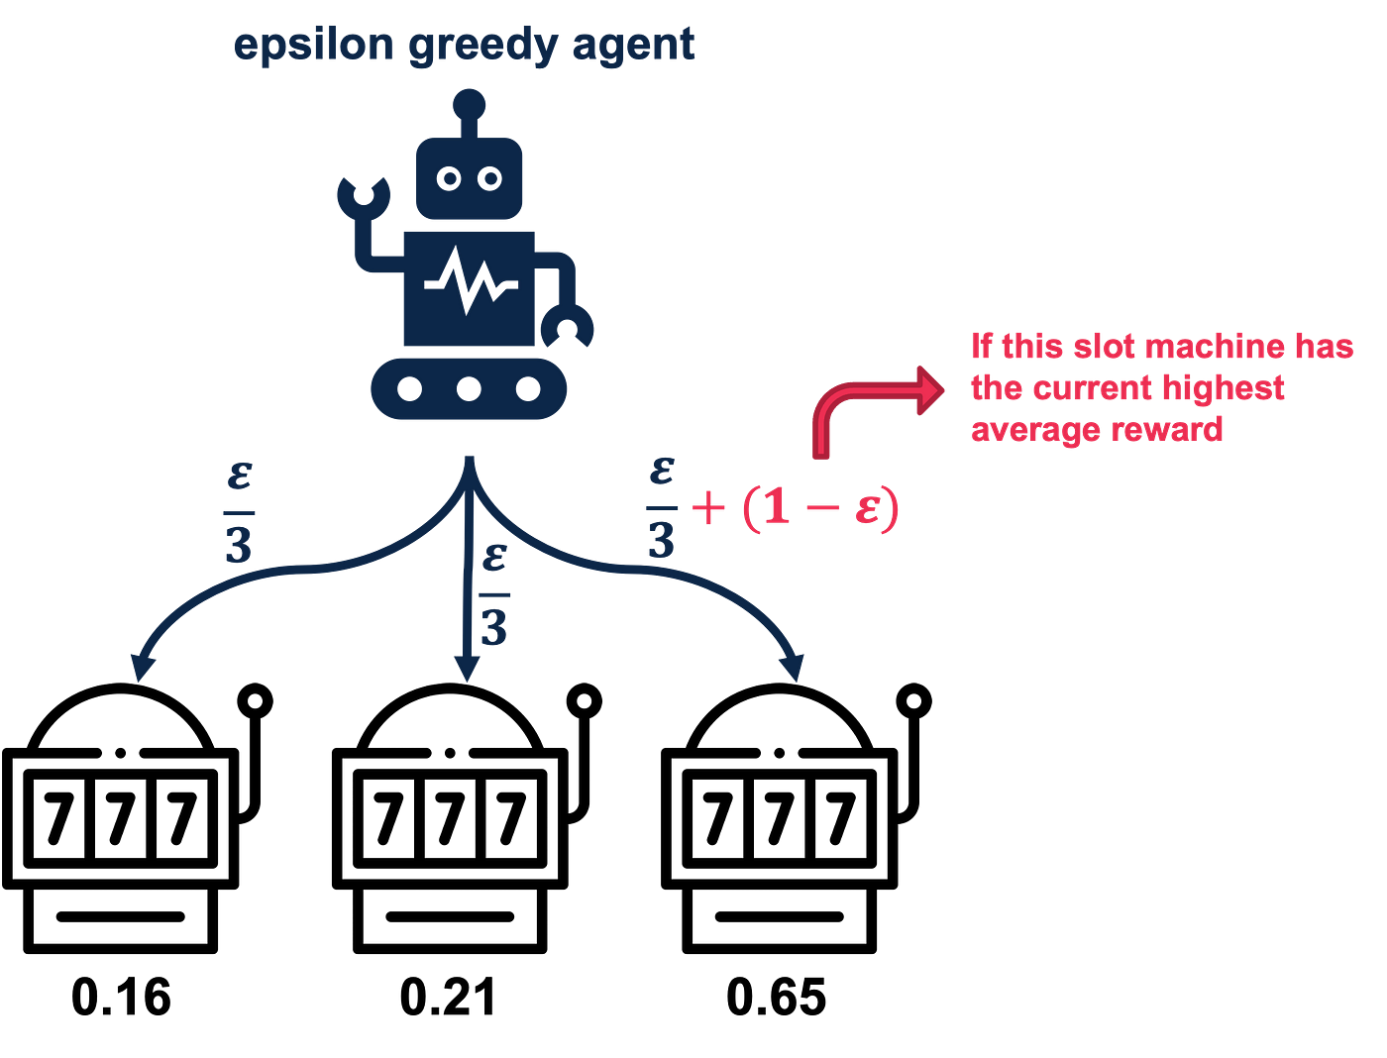 epsilon greedy agent
If this slot machine has
the current highest
average reward
ε/3
ε/3
ε/3 + (1 − ε)
777
777
777
0.16
0.21
0.65